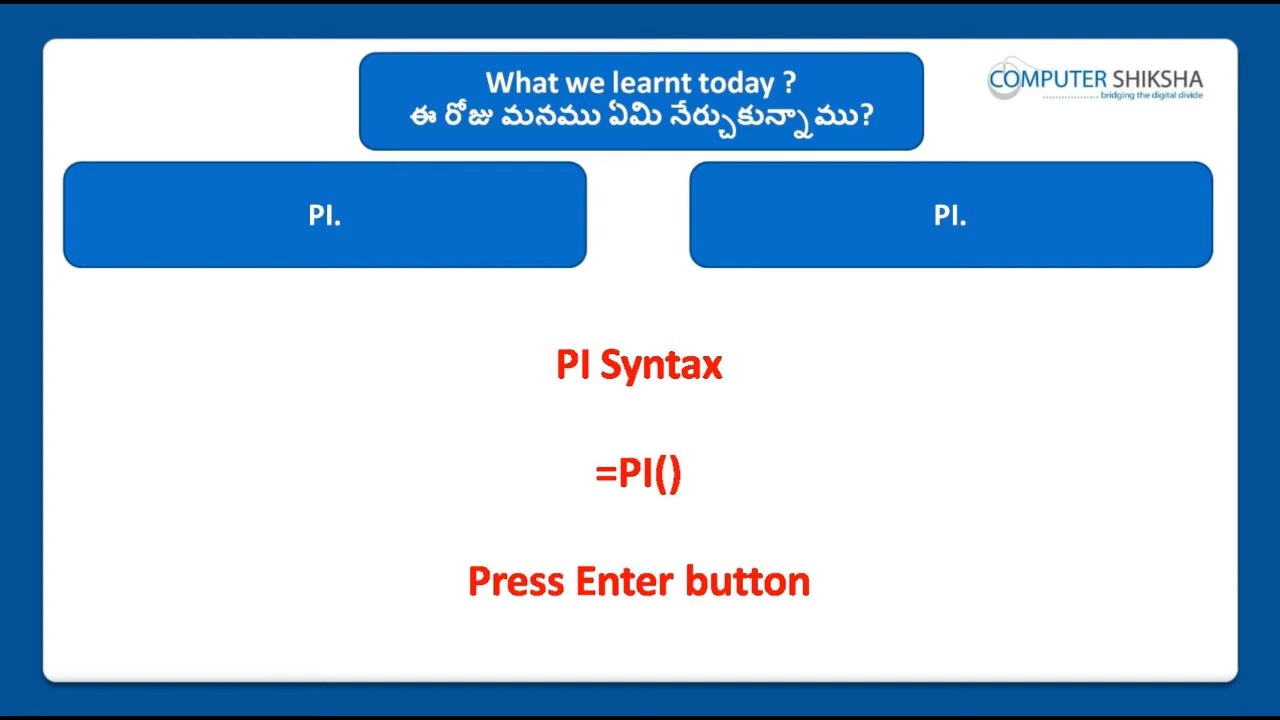 What we learnt today ?
ఈ రోజు మనము ఏమి నేర్చుకున్నాము?
COMPUTER SHIKSHA
bridging the digital divide
PI.
PI.
PI Syntax
=PI()
Press Enter button